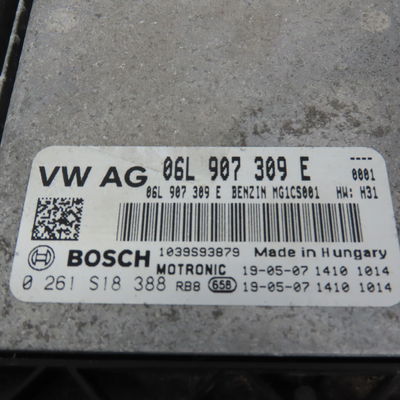 VW AG 06L 907 309 E ---- 0001
06L 907 309 E BENZIN MG1CS001 HW: H31
BOSCH 1039S93879 Made in Hungary
MOTRONIC 19-05-07 1410 1014
0 261 S18 388 RBB 658 19-05-07 1410 1014